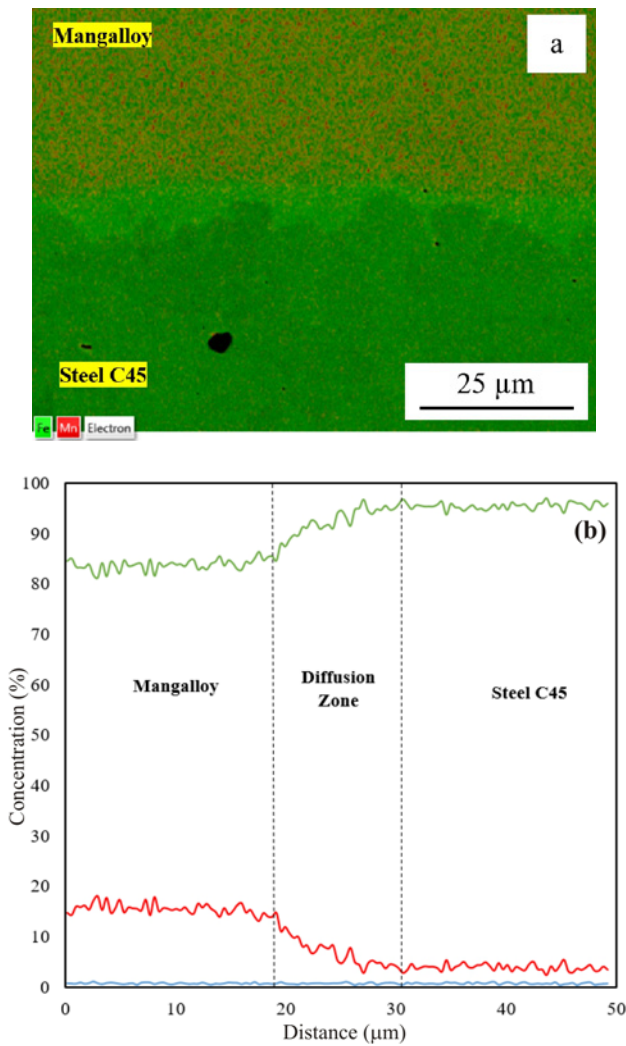 Mangalloy
a
Steel C45
25 μm
Fe Mn Electron
100
(b)
90
80
70
60
Mangalloy
Diffusion
Zone
Steel C45
50
40
30
20
10
0
Concentration (%)
0 10 20 30 40 50
Distance (μm)